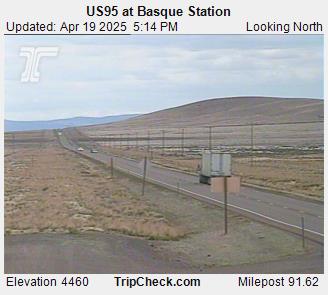 US95 at Basque Station
Updated: Apr 19 2025 5:14 PM Looking North
Elevation 4460 TripCheck.com Milepost 91.62